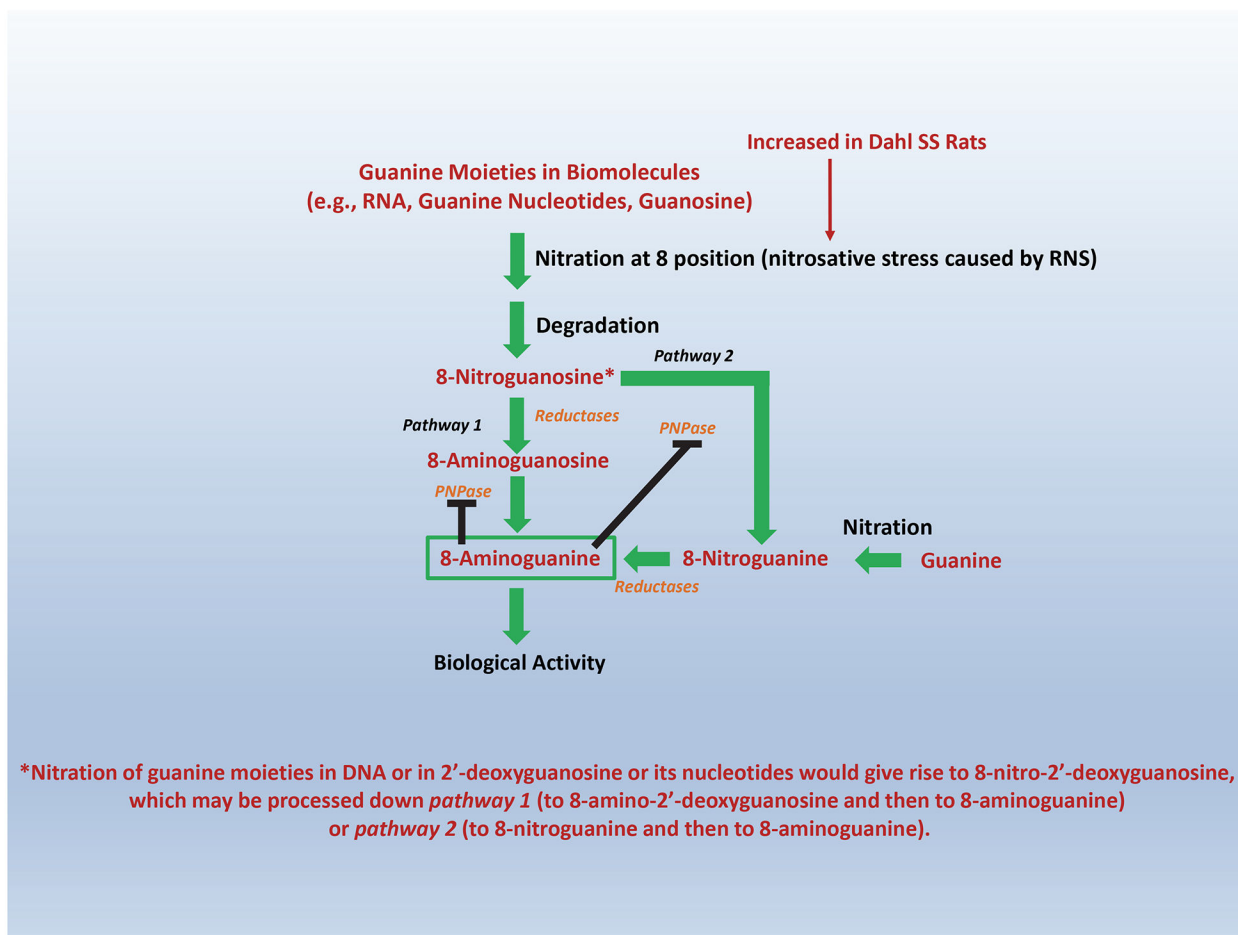 Increased in Dahl SS Rats
Guanine Moieties in Biomolecules
(e.g., RNA, Guanine Nucleotides, Guanosine)
Nitration at 8 position (nitrosative stress caused by RNS)
Degradation
Pathway 2
8-Nitroguanosine*
Reductases
Pathway 1
PNPase
8-Aminoguanosine
PNPase
Nitration
8-Aminoguanine
8-Nitroguanine
Guanine
Reductases
Biological Activity
*Nitration of guanine moieties in DNA or in 2’-deoxyguanosine or its nucleotides would give rise to 8-nitro-2’-deoxyguanosine,
which may be processed down pathway 1 (to 8-amino-2’-deoxyguanosine and then to 8-aminoguanine)
or pathway 2 (to 8-nitroguanine and then to 8-aminoguanine).